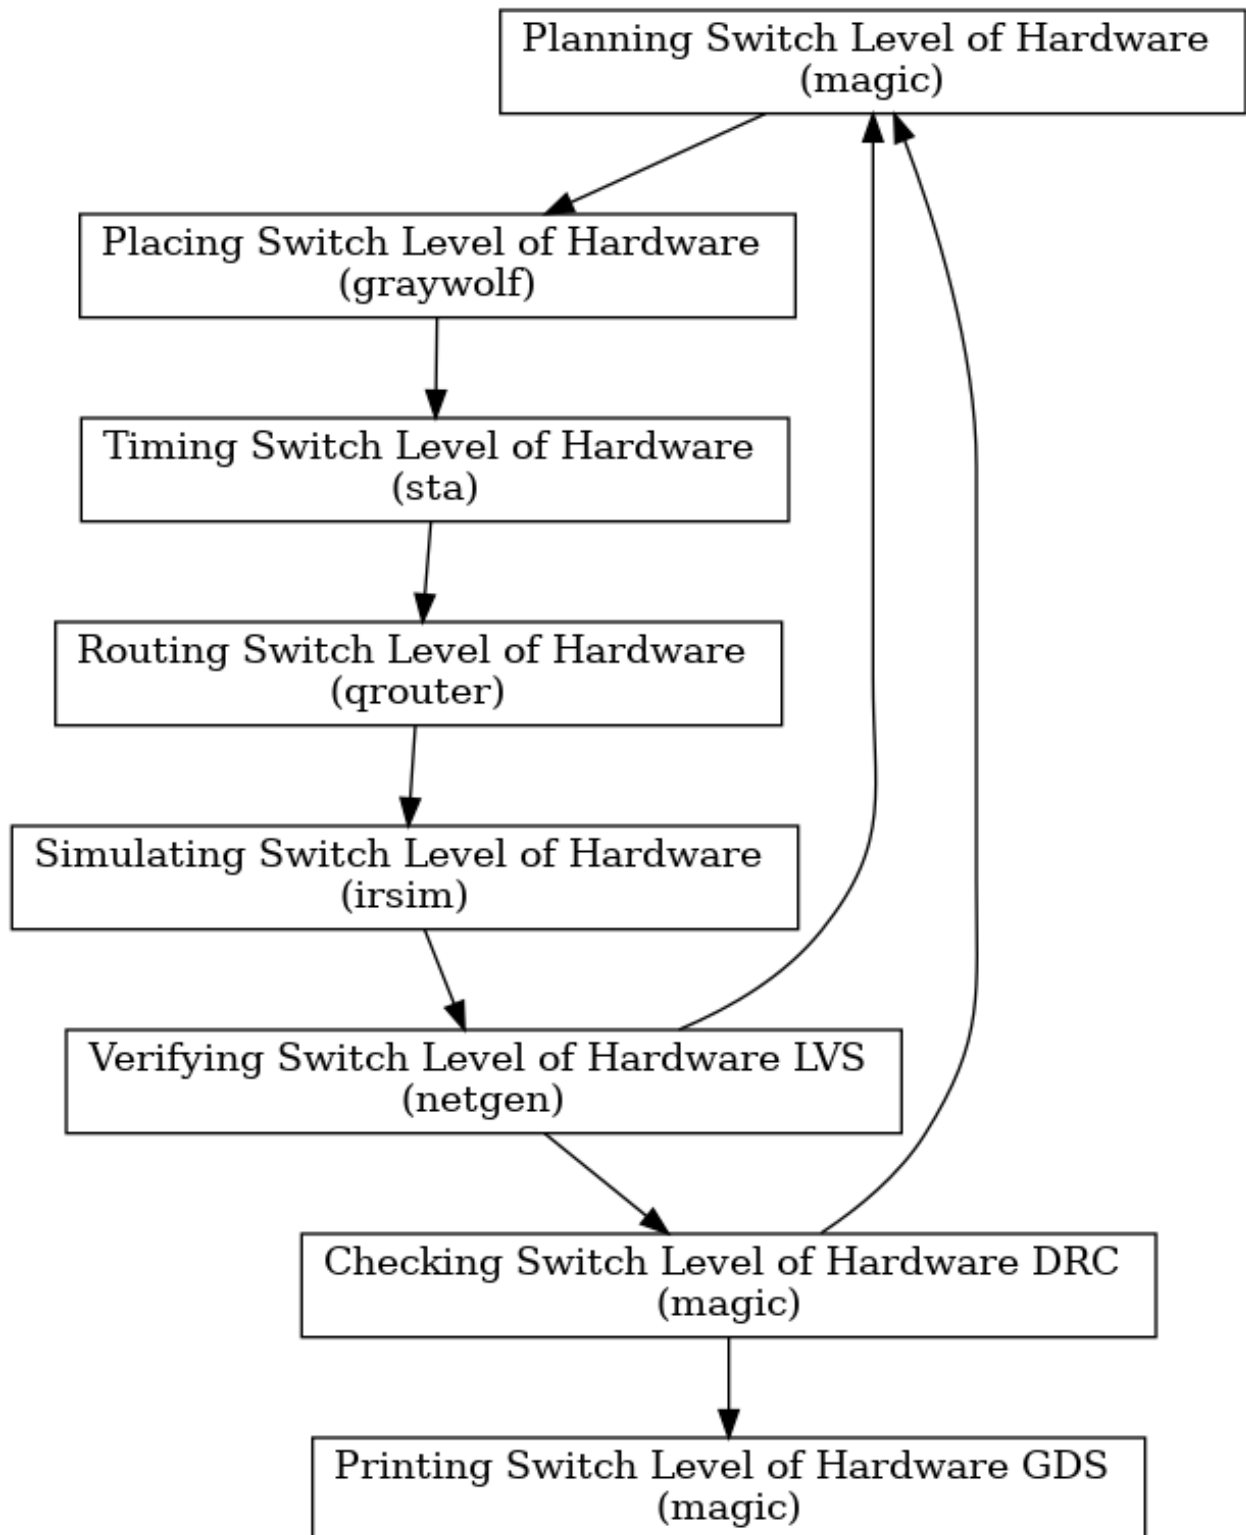 Planning Switch Level of Hardware
(magic)
Placing Switch Level of Hardware
(graywolf)
Timing Switch Level of Hardware
(sta)
Routing Switch Level of Hardware
(qrouter)
Simulating Switch Level of Hardware
(irsim)
Verifying Switch Level of Hardware LVS
(netgen)
Checking Switch Level of Hardware DRC
(magic)
Printing Switch Level of Hardware GDS
(magic)